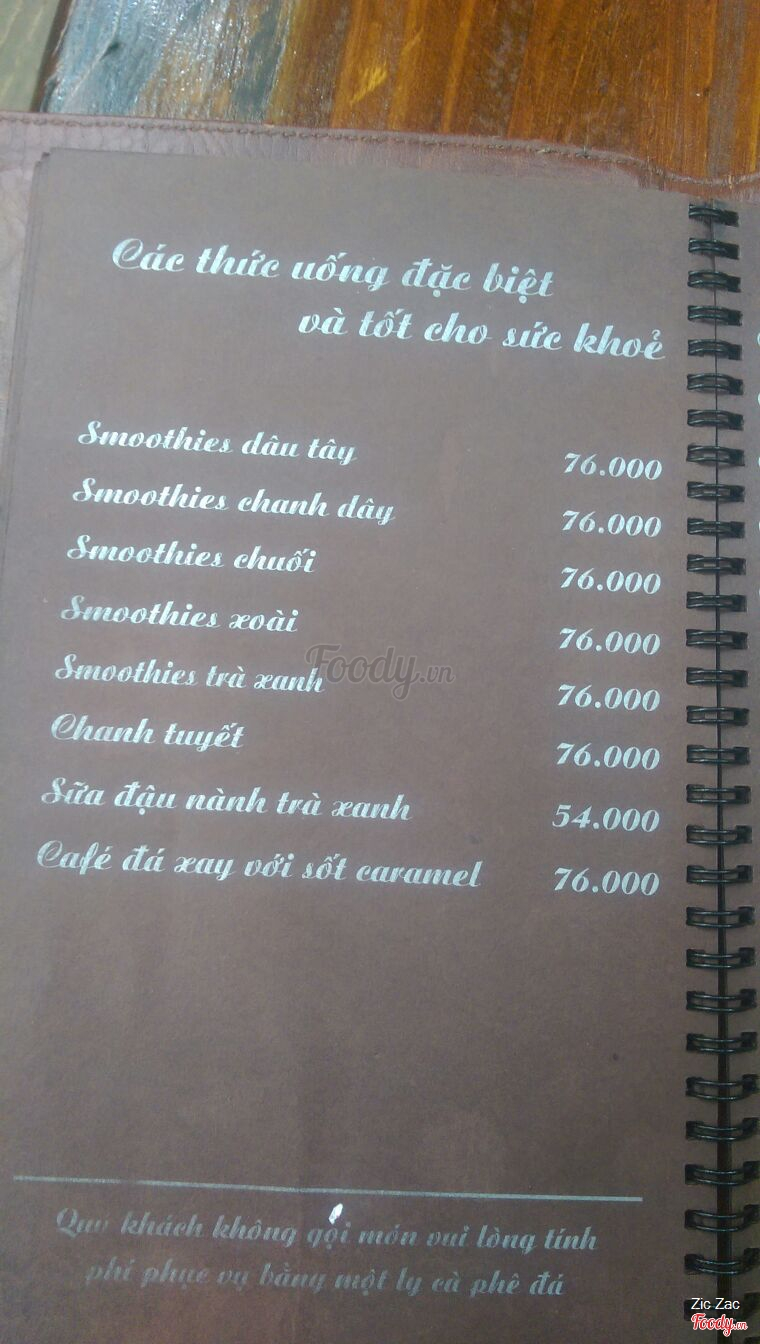 Các thức uống đặc biệt
và tốt cho sức khoẻ
Smoothies dâu tây 76.000
Smoothies chanh dây 76.000
Smoothies chuối 76.000
Smoothies xoài 76.000
Smoothies trà xanh 76.000
Chanh tuyết 76.000
Sữa đậu nành trà xanh 54.000
Café đá xay với sốt caramel 76.000
Quý khách không gọi món vui lòng tính
phí phục vụ bằng một ly cà phê đá
Foody.vn
Zic Zac
Foody.vn